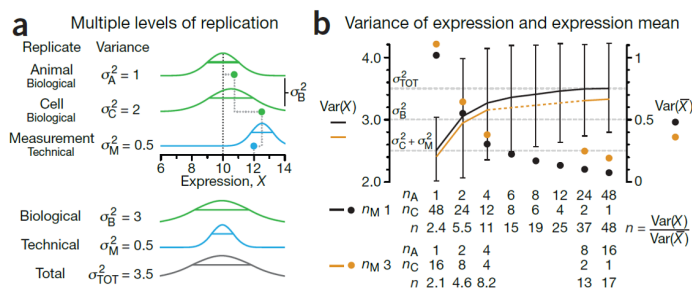 a Multiple levels of replication
Replicate Variance
Animal
Biological
σ²A = 1
Cell
Biological
σ²C = 2
Measurement
Technical
σ²M = 0.5
σ²B
6 8 10 12 14
Expression, X
Biological σ²B = 3
Technical σ²M = 0.5
Total σ²TOT = 3.5
b Variance of expression and expression mean
4.0
3.0
2.0
Var(X)
σ²TOT
σ²B
σ²C + σ²M
1
0.5
0
Var(X̅)
nA 1 2 4 6 8 12 24 48
nM 1 nC 48 24 12 8 6 4 2 1
n 2.4 5.5 11 15 19 25 37 48
n = Var(X) / Var(X̅)
nA 1 2 4 8 16
nM 3 nC 16 8 4 2 1
n 2.1 4.6 8.2 13 17